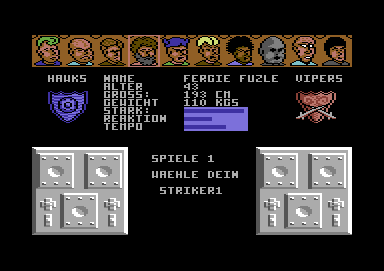 HAWKS NAME FERGIE FUZLE VIPERS
ALTER 43
GROSS: 193 CM
GEWICHT 110 KGS
STARK:
REAKTION
TEMPO
SPIELE 1
WAEHLE DEIN
STRIKER1